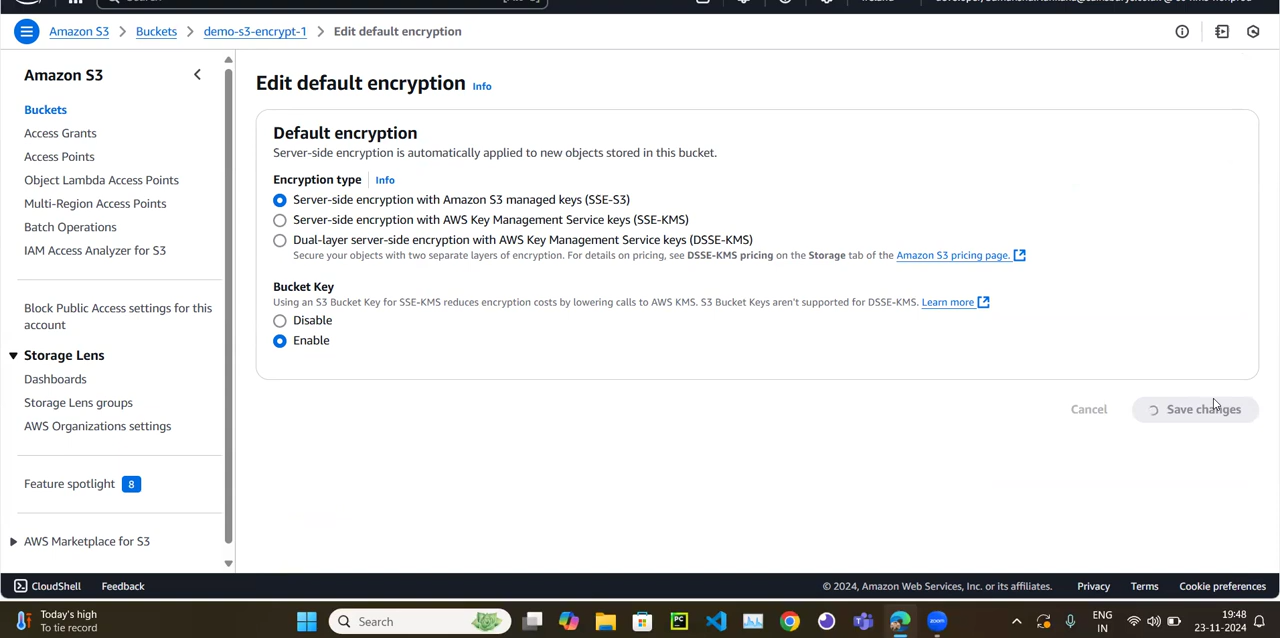 Amazon S3 > Buckets > demo-s3-encrypt-1 > Edit default encryption
Amazon S3
Buckets
Access Grants
Access Points
Object Lambda Access Points
Multi-Region Access Points
Batch Operations
IAM Access Analyzer for S3
Block Public Access settings for this
account
Storage Lens
Dashboards
Storage Lens groups
AWS Organizations settings
Feature spotlight 8
AWS Marketplace for S3
Edit default encryption Info
Default encryption
Server-side encryption is automatically applied to new objects stored in this bucket.
Encryption type Info
Server-side encryption with Amazon S3 managed keys (SSE-S3)
Server-side encryption with AWS Key Management Service keys (SSE-KMS)
Dual-layer server-side encryption with AWS Key Management Service keys (DSSE-KMS)
Secure your objects with two separate layers of encryption. For details on pricing, see DSSE-KMS pricing on the Storage tab of the Amazon S3 pricing page.
Bucket Key
Using an S3 Bucket Key for SSE-KMS reduces encryption costs by lowering calls to AWS KMS. S3 Bucket Keys aren't supported for DSSE-KMS. Learn more
Disable
Enable
Cancel
Save changes
CloudShell Feedback © 2024, Amazon Web Services, Inc. or its affiliates. Privacy Terms Cookie preferences
Today's high
To tie record
Search
PC
zoom
ENG
IN
19:48
23-11-2024